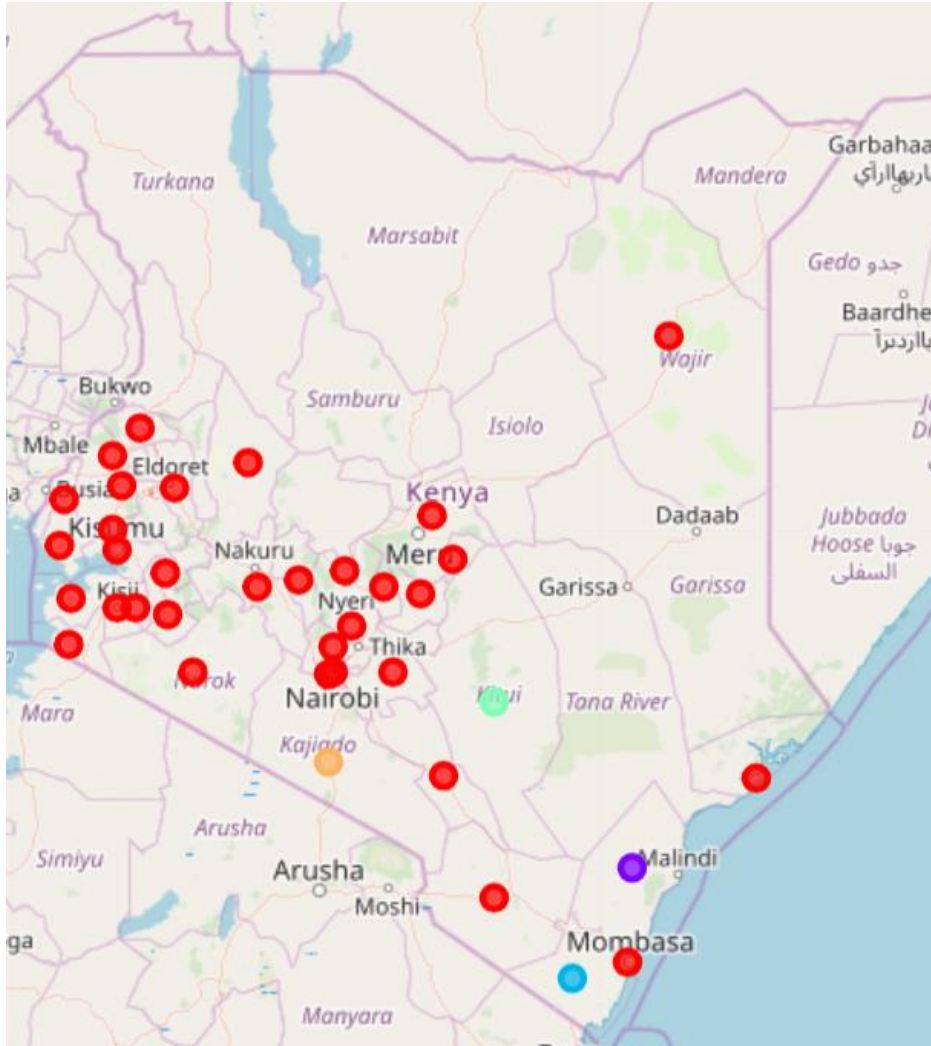 Garbahaa
Turkana
Mandera
Marsabit
Gedo جدو
Baardhe
Wajir
Bukwo
Samburu
Isiolo
Mbale
Eldoret
Kenya
Dadaab
Jubbada
Hoose جوبا
السفلى
Kisumu
Nakuru
Meru
Garissa
Garissa
Kisii
Nyeri
Thika
Narok
Nairobi
Kitui
Tana River
Mara
Kajiado
Arusha
Simiyu
Arusha
Malindi
Moshi
Mombasa
ga
Manyara